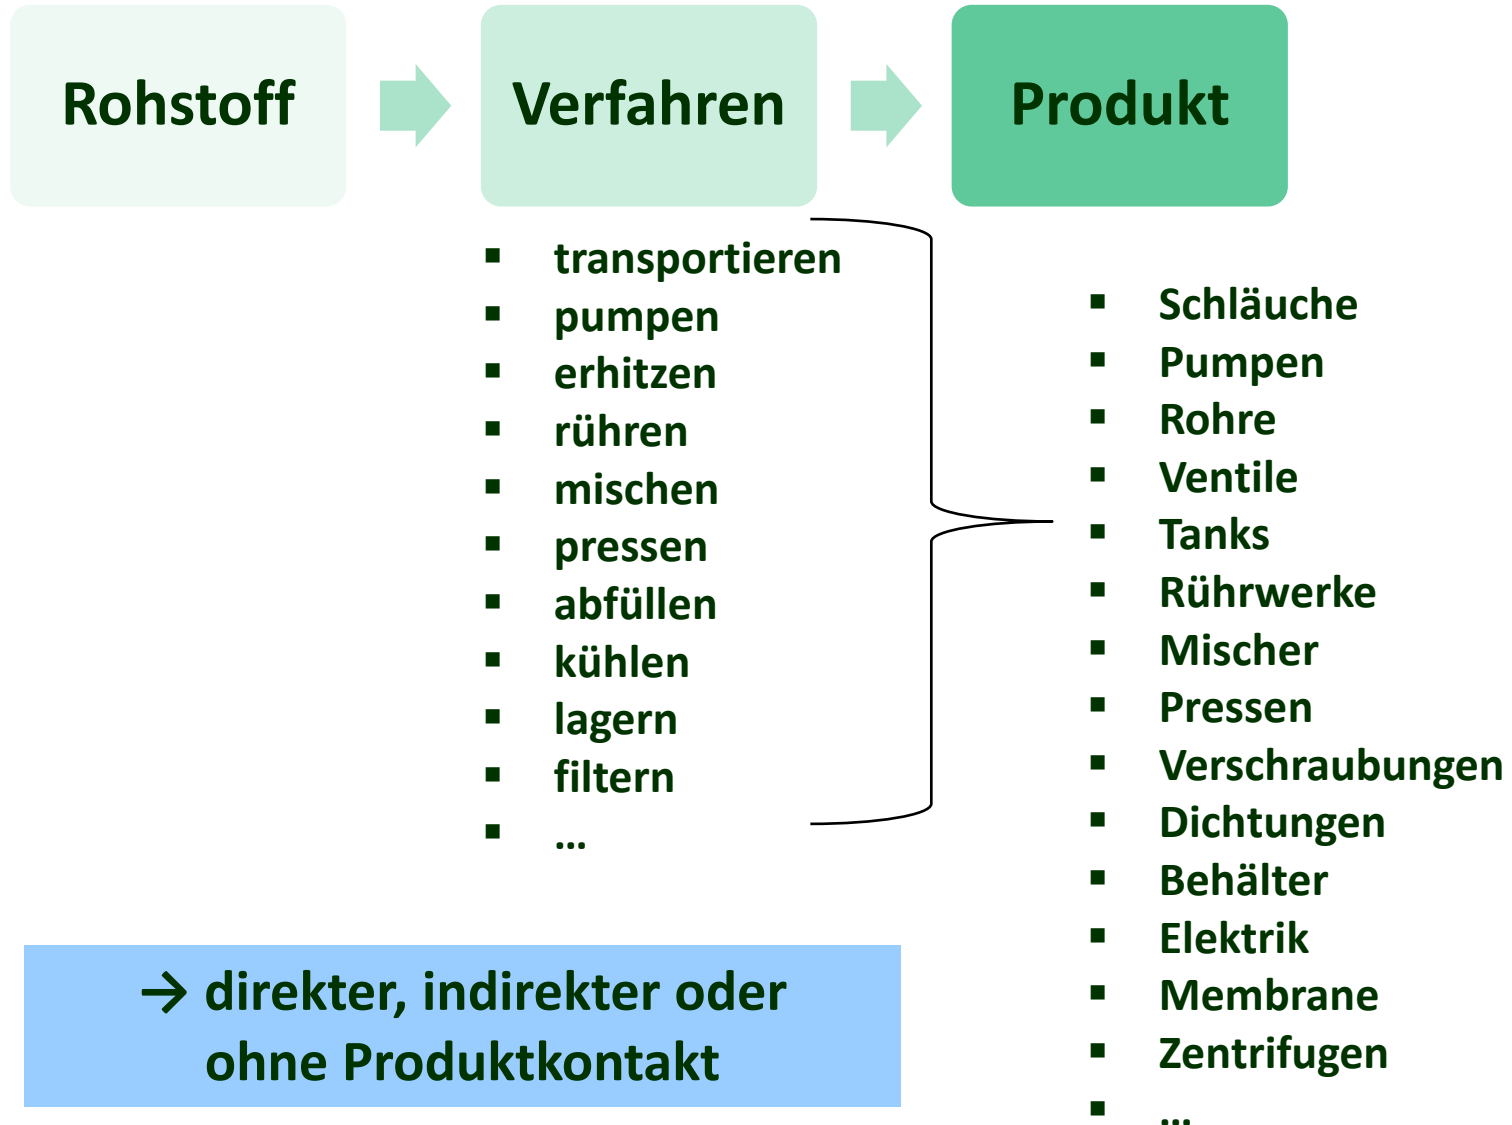 Rohstoff
Verfahren
Produkt
▪ transportieren
▪ pumpen
▪ erhitzen
▪ rühren
▪ mischen
▪ pressen
▪ abfüllen
▪ kühlen
▪ lagern
▪ filtern
▪ ...
▪ Schläuche
▪ Pumpen
▪ Rohre
▪ Ventile
▪ Tanks
▪ Rührwerke
▪ Mischer
▪ Pressen
▪ Verschraubungen
▪ Dichtungen
▪ Behälter
▪ Elektrik
▪ Membrane
▪ Zentrifugen
▪ ...
→ direkter, indirekter oder
ohne Produktkontakt